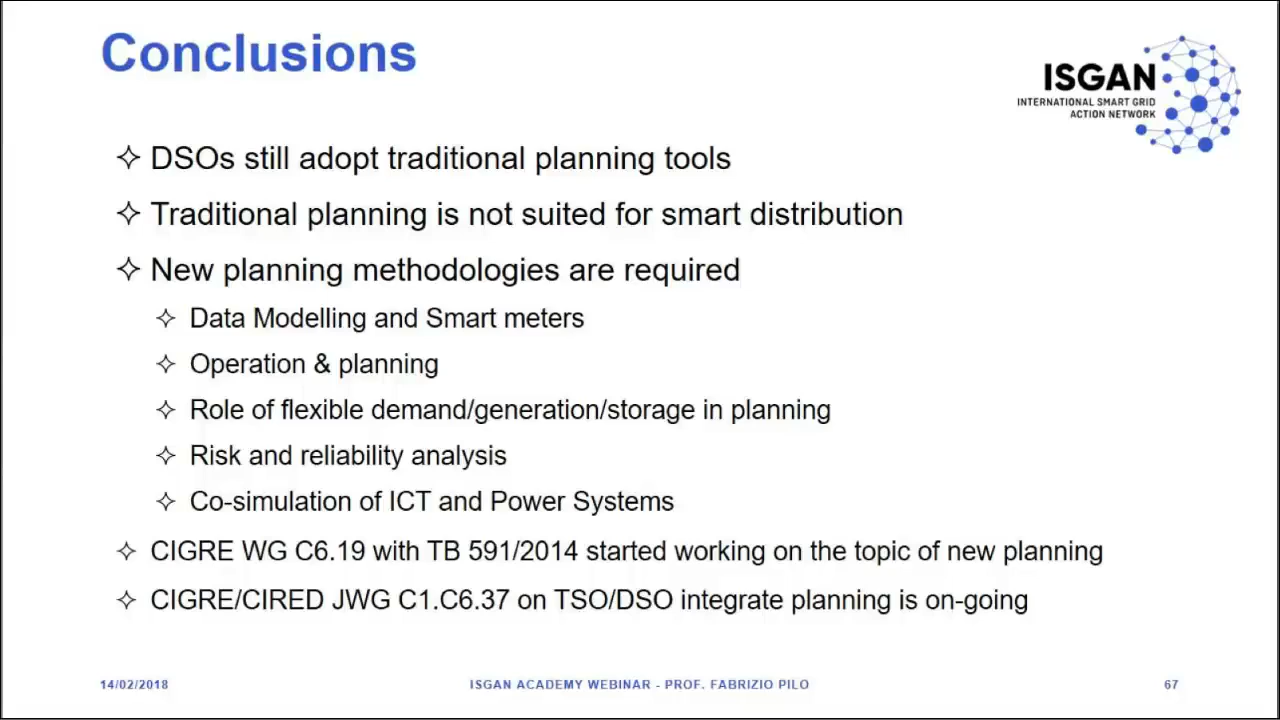 Conclusions
ISGAN
INTERNATIONAL SMART GRID
ACTION NETWORK
DSOs still adopt traditional planning tools
Traditional planning is not suited for smart distribution
New planning methodologies are required
Data Modelling and Smart meters
Operation & planning
Role of flexible demand/generation/storage in planning
Risk and reliability analysis
Co-simulation of ICT and Power Systems
CIGRE WG C6.19 with TB 591/2014 started working on the topic of new planning
CIGRE/CIRED JWG C1.C6.37 on TSO/DSO integrate planning is on-going
14/02/2018 ISGAN ACADEMY WEBINAR - PROF. FABRIZIO PILO 67